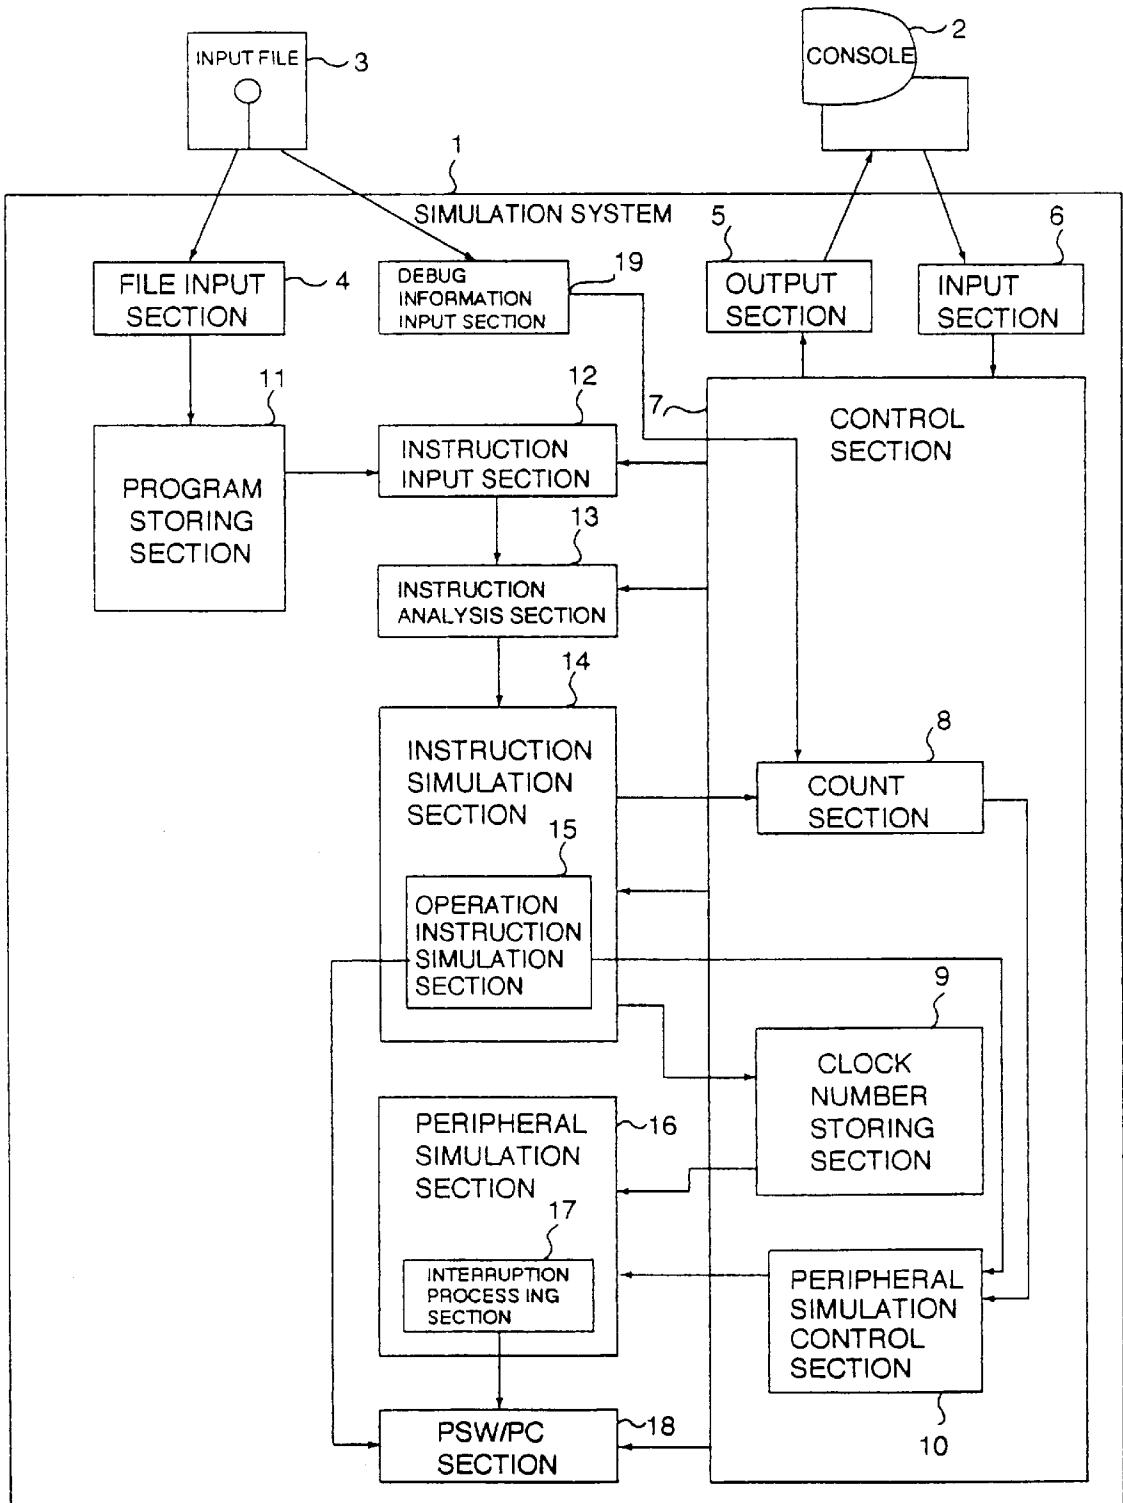 INPUT FILE
3
CONSOLE
2
1
SIMULATION SYSTEM
FILE INPUT
SECTION
4
DEBUG
INFORMATION
INPUT SECTION
19
5
OUTPUT
SECTION
6
INPUT
SECTION
11
PROGRAM
STORING
SECTION
12
INSTRUCTION
INPUT SECTION
7
CONTROL
SECTION
13
INSTRUCTION
ANALYSIS SECTION
14
INSTRUCTION
SIMULATION
SECTION
8
COUNT
SECTION
15
OPERATION
INSTRUCTION
SIMULATION
SECTION
9
CLOCK
NUMBER
STORING
SECTION
PERIPHERAL
SIMULATION
SECTION
16
17
INTERRUPTION
PROCESSING
SECTION
PERIPHERAL
SIMULATION
CONTROL
SECTION
10
PSW/PC
SECTION
18